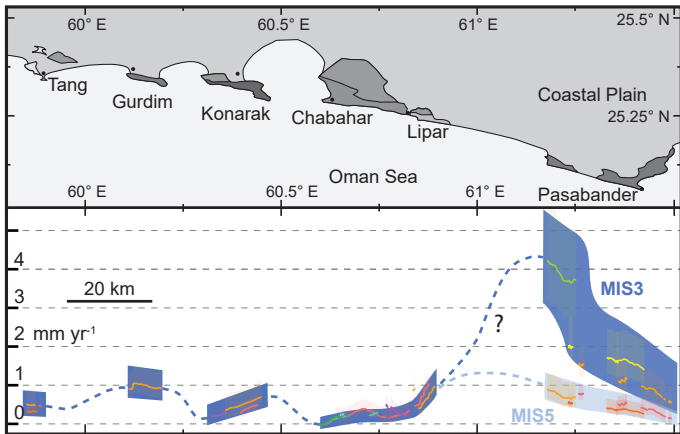 60° E 60.5° E 61° E 25.5° N
Tang
Gurdim
Konarak
Chabahar
Lipar
Coastal Plain
25.25° N
Oman Sea
60° E 60.5° E 61° E Pasabander
4
MIS3
20 km
3
mm yr⁻¹
?
2
1
MIS5
0